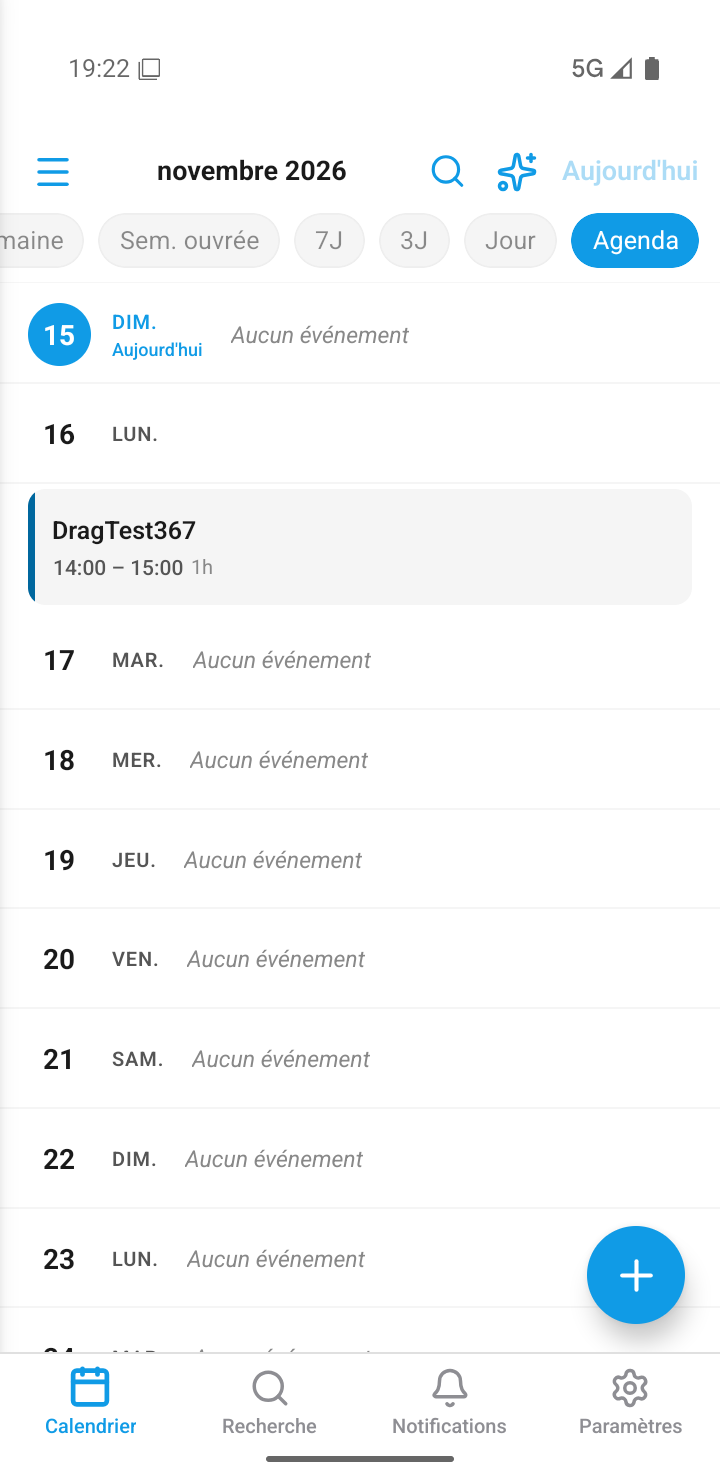 19:22
5G
novembre 2026
Aujourd'hui
maine
Sem. ouvrée
7J
3J
Jour
Agenda
15 DIM. Aucun événement
Aujourd'hui
16 LUN.
DragTest367
14:00 – 15:00 1h
17 MAR. Aucun événement
18 MER. Aucun événement
19 JEU. Aucun événement
20 VEN. Aucun événement
21 SAM. Aucun événement
22 DIM. Aucun événement
23 LUN. Aucun événement
Calendrier
Recherche
Notifications
Paramètres